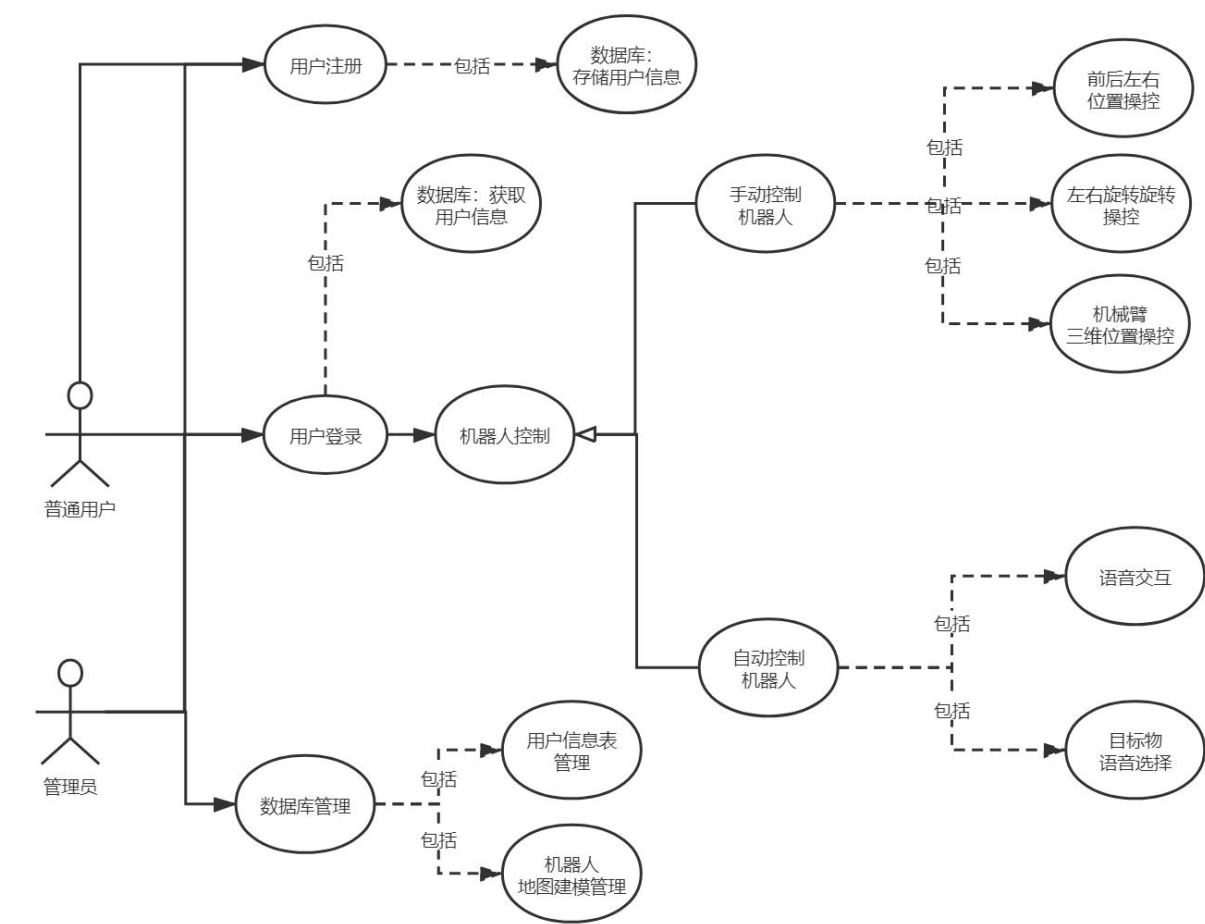 用户注册
包括
数据库：
存储用户信息
前后左右
位置操控
包括
数据库：获取
用户信息
手动控制
机器人
包括
左右旋转旋转
操控
包括
包括
机械臂
三维位置操控
用户登录
机器人控制
普通用户
语音交互
包括
自动控制
机器人
包括
用户信息表
管理
目标物
语音选择
管理员
包括
数据库管理
包括
机器人
地图建模管理